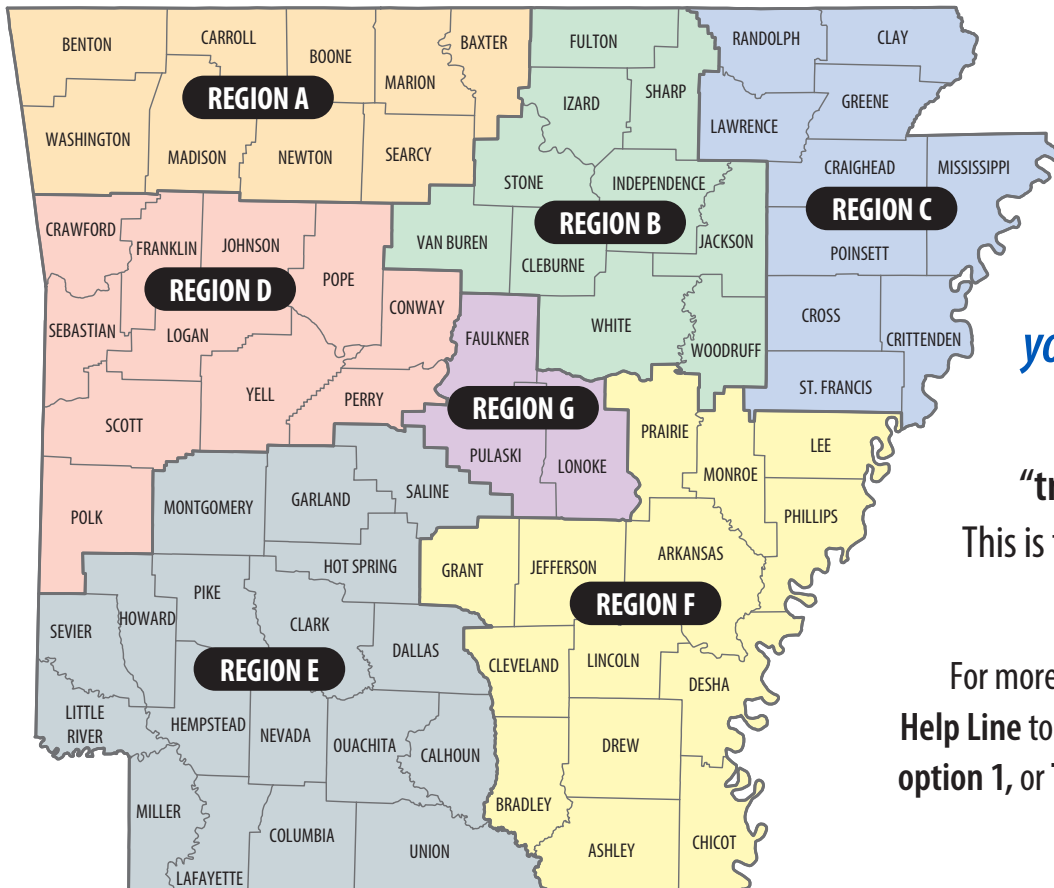 BENTON
CARROLL
BOONE
MARION
BAXTER
WASHINGTON
MADISON
NEWTON
SEARCY
REGION A
FULTON
IZARD
SHARP
STONE
INDEPENDENCE
VAN BUREN
CLEBURNE
JACKSON
WHITE
WOODRUFF
REGION B
RANDOLPH
CLAY
LAWRENCE
GREENE
CRAIGHEAD
MISSISSIPPI
POINSETT
CROSS
CRITTENDEN
ST. FRANCIS
REGION C
CRAWFORD
FRANKLIN
JOHNSON
POPE
CONWAY
SEBASTIAN
LOGAN
YELL
PERRY
SCOTT
POLK
REGION D
FAULKNER
PULASKI
LONOKE
REGION G
MONTGOMERY
GARLAND
SALINE
HOT SPRING
PIKE
CLARK
DALLAS
SEVIER
HOWARD
LITTLE
RIVER
HEMPSTEAD
NEVADA
OUACHITA
CALHOUN
MILLER
LAFAYETTE
COLUMBIA
UNION
REGION E
PRAIRIE
MONROE
LEE
PHILLIPS
GRANT
JEFFERSON
ARKANSAS
CLEVELAND
LINCOLN
DESHA
DREW
BRADLEY
ASHLEY
CHICOT
REGION F
“tr
This is
For more
Help Line to
option 1, or